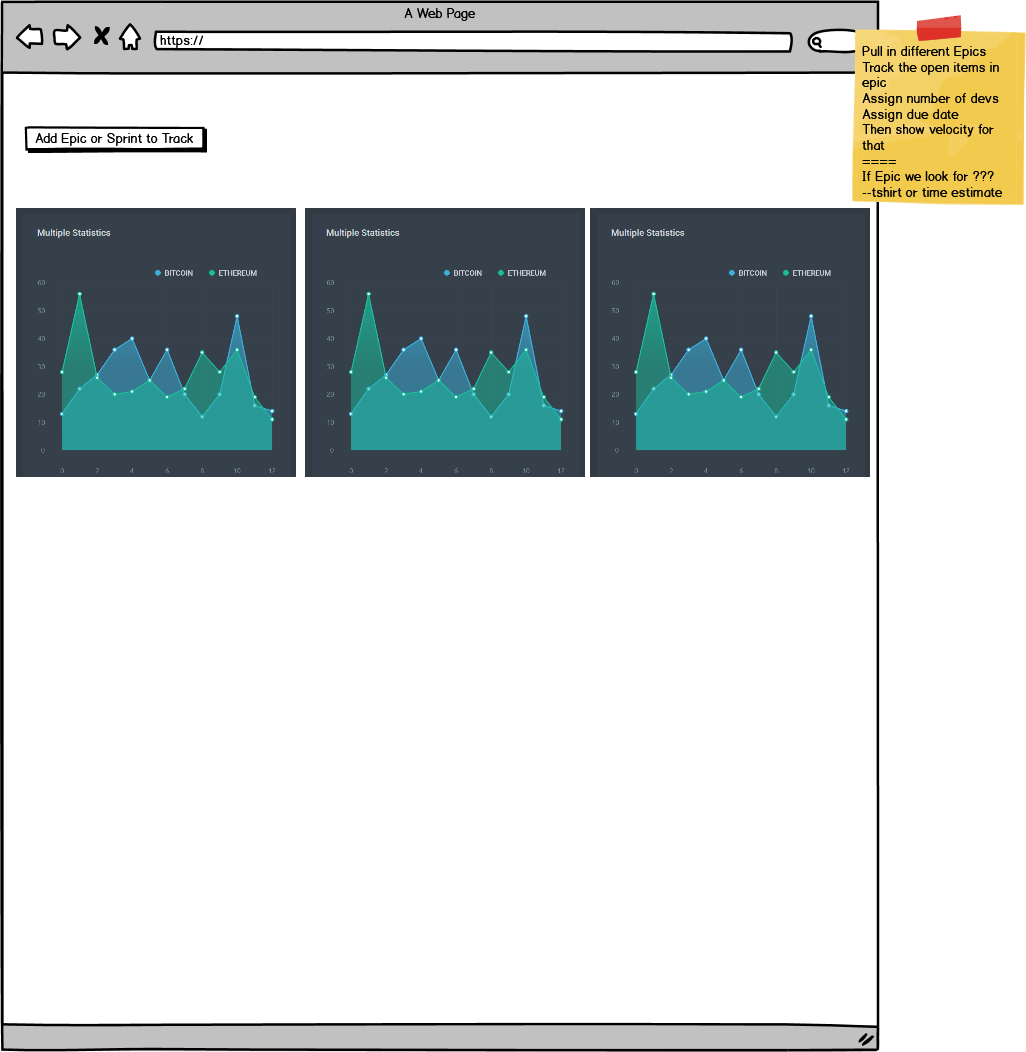 A Web Page
https://
Pull in different Epics
Track the open items in
epic
Assign number of devs
Assign due date
Then show velocity for
that
====
If Epic we look for ???
--tshirt or time estimate
Add Epic or Sprint to Track
Multiple Statistics
BITCOIN ETHEREUM
60
50
40
30
20
10
0
0 2 4 6 8 10 12
Multiple Statistics
BITCOIN ETHEREUM
60
50
40
30
20
10
0
0 2 4 6 8 10 12
Multiple Statistics
BITCOIN ETHEREUM
60
50
40
30
20
10
0
0 2 4 6 8 10 12